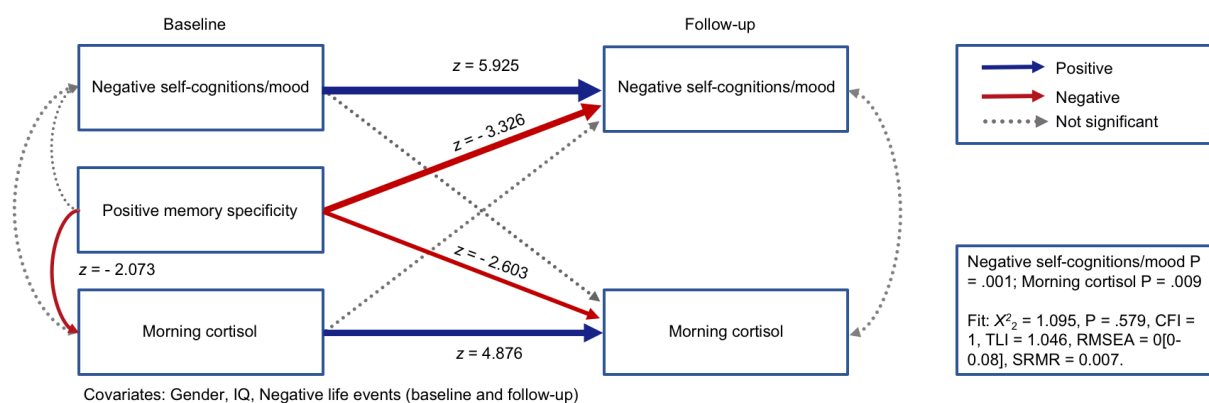 Baseline
Follow-up
Negative self-cognitions/mood
z = 5.925
Negative self-cognitions/mood
Positive
Negative
Not significant
z = - 3.326
Positive memory specificity
z = - 2.073
z = - 2.603
Negative self-cognitions/mood P
= .001; Morning cortisol P = .009
Morning cortisol
Morning cortisol
Fit: X²₂ = 1.095, P = .579, CFI =
1, TLI = 1.046, RMSEA = 0[0-
0.08], SRMR = 0.007.
z = 4.876
Covariates: Gender, IQ, Negative life events (baseline and follow-up)